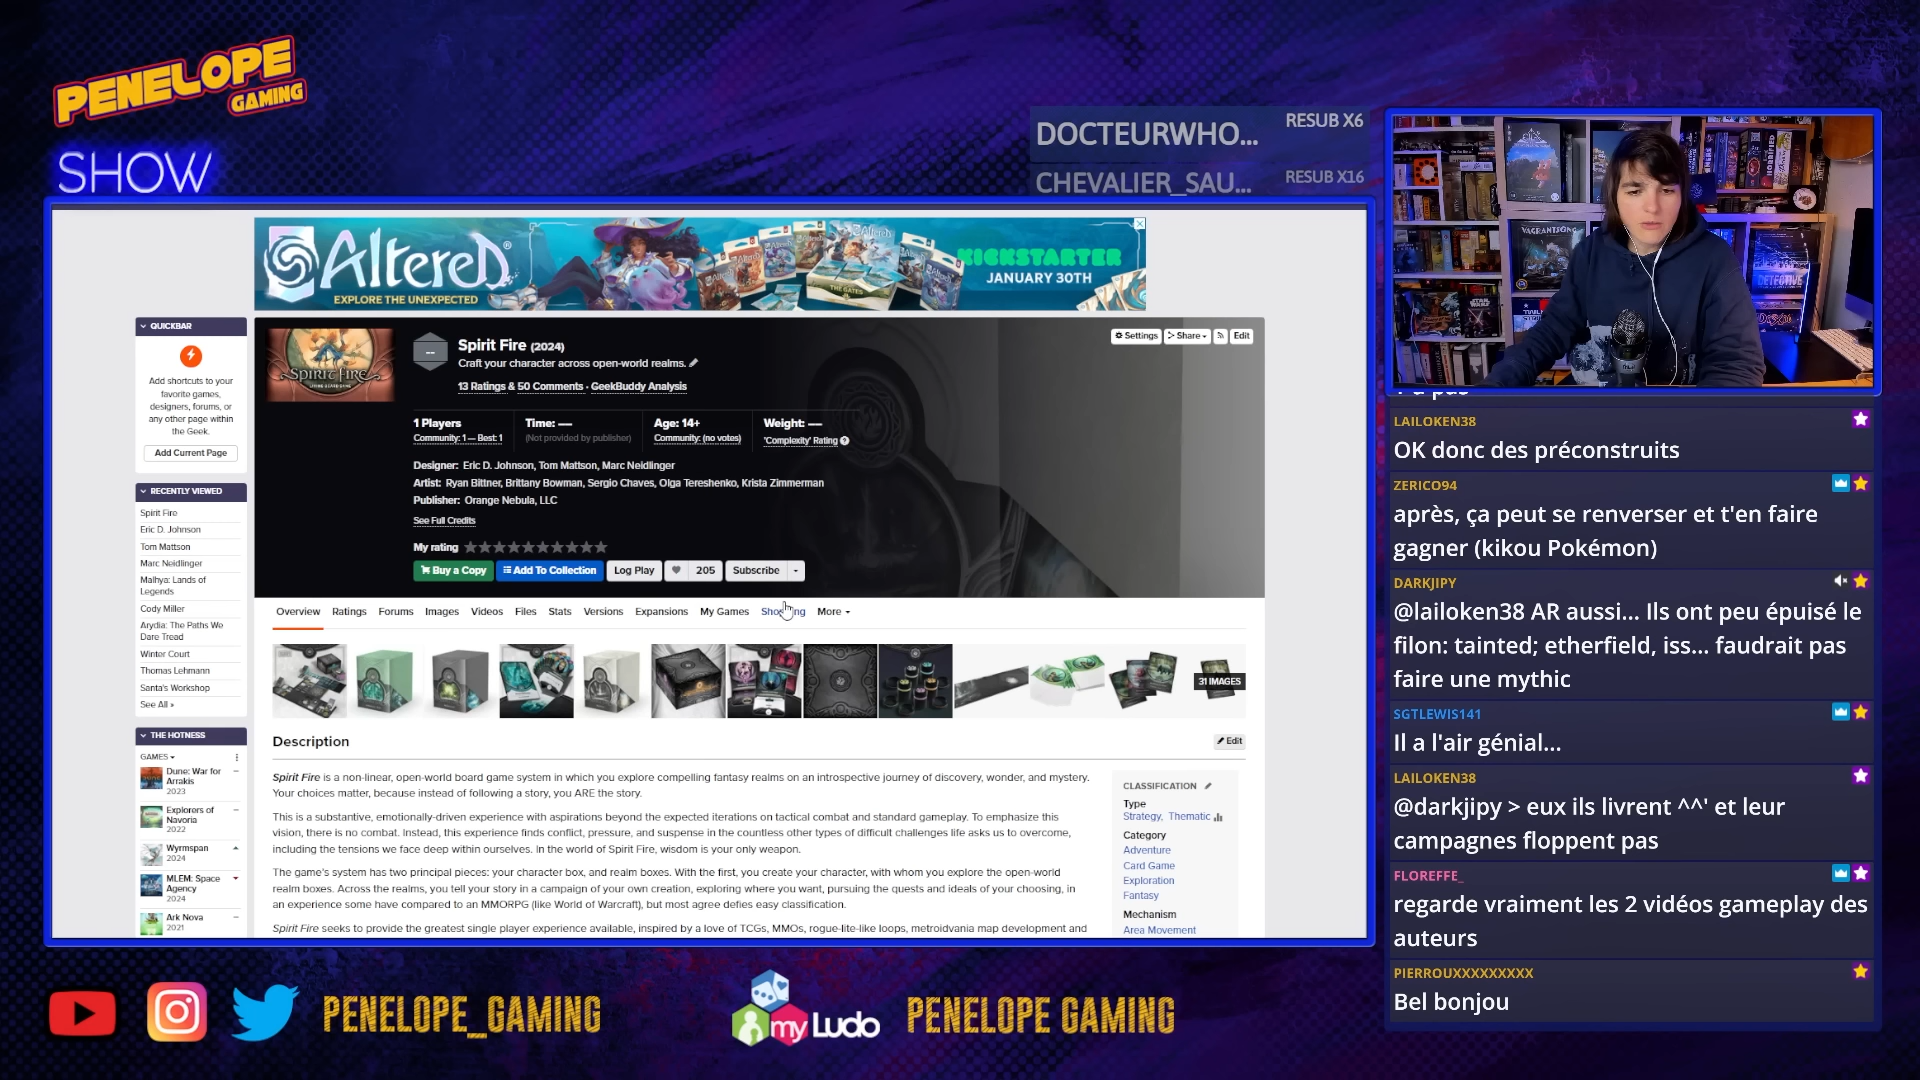 PENELOPE
GAMING
SHOW
DOCTEURWHO...
RESUB X6
CHEVALIER_SAU...
RESUB X16
Altered
EXPLORE THE UNEXPECTED
KICKSTARTER
JANUARY 30TH
QUICKBAR
Add shortcuts to your
favorite games,
designers, forums, or
any other page within
the Geek.
Add Current Page
RECENTLY VIEWED
Spirit Fire
Eric D. Johnson
Tom Mattson
Marc Neidlinger
Malhya: Lands of
Legends
Cody Miller
Arydia: The Paths We
Dare Tread
Winter Court
Thomas Lehmann
Santa's Workshop
See All »
THE HOTNESS
GAMES
Dune: War for
Arrakis
2023
Explorers of
Navoria
2022
Wyrmspan
2024
MLEM: Space
Agency
2024
Ark Nova
2021
SPIRIT FIRE
--
Spirit Fire (2024)
Craft your character across open-world realms.
13 Ratings & 50 Comments · GeekBuddy Analysis
Settings
Share
Edit
1 Players
Community: 1 — Best: 1
Time: —
(Not provided by publisher)
Age: 14+
Community: (no votes)
Weight: —
'Complexity' Rating
Designer: Eric D. Johnson, Tom Mattson, Marc Neidlinger
Artist: Ryan Bittner, Brittany Bowman, Sergio Chaves, Olga Tereshenko, Krista Zimmerman
Publisher: Orange Nebula, LLC
See Full Credits
My rating
Buy a Copy
Add To Collection
Log Play
205
Subscribe
Overview Ratings Forums Images Videos Files Stats Versions Expansions My Games More
31 IMAGES
Description
Edit
Spirit Fire is a non-linear, open-world board game system in which you explore compelling fantasy realms on an introspective journey of discovery, wonder, and mystery.
Your choices matter, because instead of following a story, you ARE the story.
This is a substantive, emotionally-driven experience with aspirations beyond the expected iterations on tactical combat and standard gameplay. To emphasize this
vision, there is no combat. Instead, this experience finds conflict, pressure, and suspense in the countless other types of difficult challenges life asks us to overcome,
including the tensions we face deep within ourselves. In the world of Spirit Fire, wisdom is your only weapon.
The game's system has two principal pieces: your character box, and realm boxes. With the first, you create your character, with whom you explore the open-world
realm boxes. Across the realms, you tell your story in a campaign of your own creation, exploring where you want, pursuing the quests and ideals of your choosing, in
an experience some have compared to an MMORPG (like World of Warcraft), but most agree defies easy classification.
Spirit Fire seeks to provide the greatest single player experience available, inspired by a love of TCGs, MMOs, rogue-lite-like loops, metroidvania map development and
CLASSIFICATION
Type
Strategy, Thematic
Category
Adventure
Card Game
Exploration
Fantasy
Mechanism
Area Movement
VAGRANTSONG
DETECTIVE
STAR
WARS
LAILOKEN38
OK donc des préconstruits
ZERICO94
après, ça peut se renverser et t'en faire
gagner (kikou Pokémon)
DARKJIPY
@lailoken38 AR aussi... Ils ont peu épuisé le
filon: tainted; etherfield, iss... faudrait pas
faire une mythic
SGTLEWIS141
Il a l'air génial...
LAILOKEN38
@darkjipy > eux ils livrent ^^' et leur
campagnes floppent pas
FLOREFFE_
regarde vraiment les 2 vidéos gameplay des
auteurs
PIERROUXXXXXXXXX
Bel bonjou
PENELOPE_GAMING
myLudo
PENELOPE GAMING